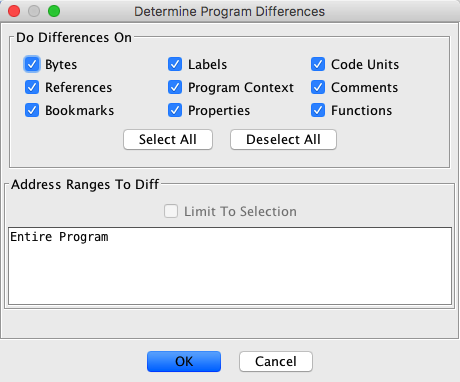 Determine Program Differences
Do Differences On
Bytes Labels Code Units
References Program Context Comments
Bookmarks Properties Functions
Select All Deselect All
Address Ranges To Diff
Limit To Selection
Entire Program
OK Cancel